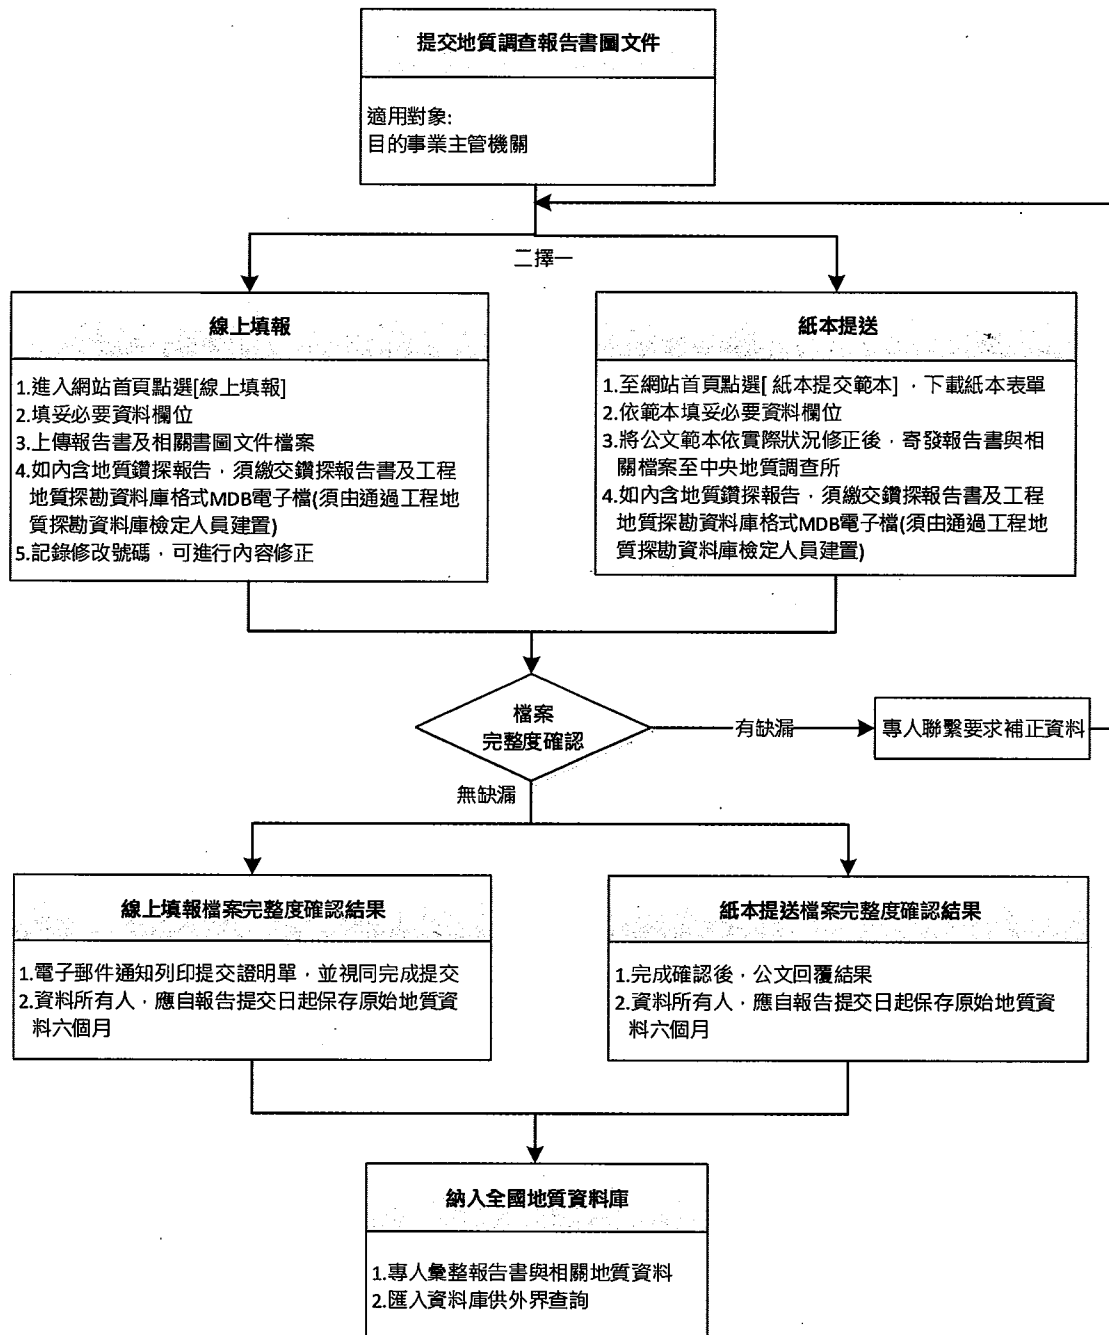 提交地質調查報告書圖文件
適用對象:
目的事業主管機關
二擇一
線上填報
1.進入網站首頁點選[線上填報]
2.填妥必要資料欄位
3.上傳報告書及相關書圖文件檔案
4.如內含地質鑽探報告，須繳交鑽探報告書及工程
地質探勘資料庫格式MDB電子檔(須由通過工程地
質探勘資料庫檢定人員建置)
5.記錄修改號碼，可進行內容修正
紙本提送
1.至網站首頁點選[ 紙本提交範本]，下載紙本表單
2.依範本填妥必要資料欄位
3.將公文範本依實際狀況修正後，寄發報告書與相
關檔案至中央地質調查所
4.如內含地質鑽探報告，須繳交鑽探報告書及工程
地質探勘資料庫格式MDB電子檔(須由通過工程地
質探勘資料庫檢定人員建置)
檔案
完整度確認
有缺漏
專人聯繫要求補正資料
無缺漏
線上填報檔案完整度確認結果
1.電子郵件通知列印提交證明單，並視同完成提交
2.資料所有人，應自報告提交日起保存原始地質資
料六個月
紙本提送檔案完整度確認結果
1.完成確認後，公文回覆結果
2.資料所有人，應自報告提交日起保存原始地質資
料六個月
納入全國地質資料庫
1.專人彙整報告書與相關地質資料
2.匯入資料庫供外界查詢